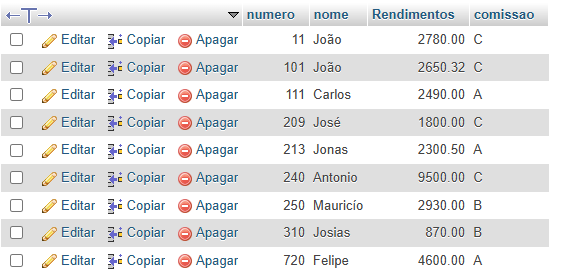 numero nome Rendimentos comissao
Editar Copiar Apagar 11 João 2780.00 C
Editar Copiar Apagar 101 João 2650.32 C
Editar Copiar Apagar 111 Carlos 2490.00 A
Editar Copiar Apagar 209 José 1800.00 C
Editar Copiar Apagar 213 Jonas 2300.50 A
Editar Copiar Apagar 240 Antonio 9500.00 C
Editar Copiar Apagar 250 Mauricío 2930.00 B
Editar Copiar Apagar 310 Josias 870.00 B
Editar Copiar Apagar 720 Felipe 4600.00 A